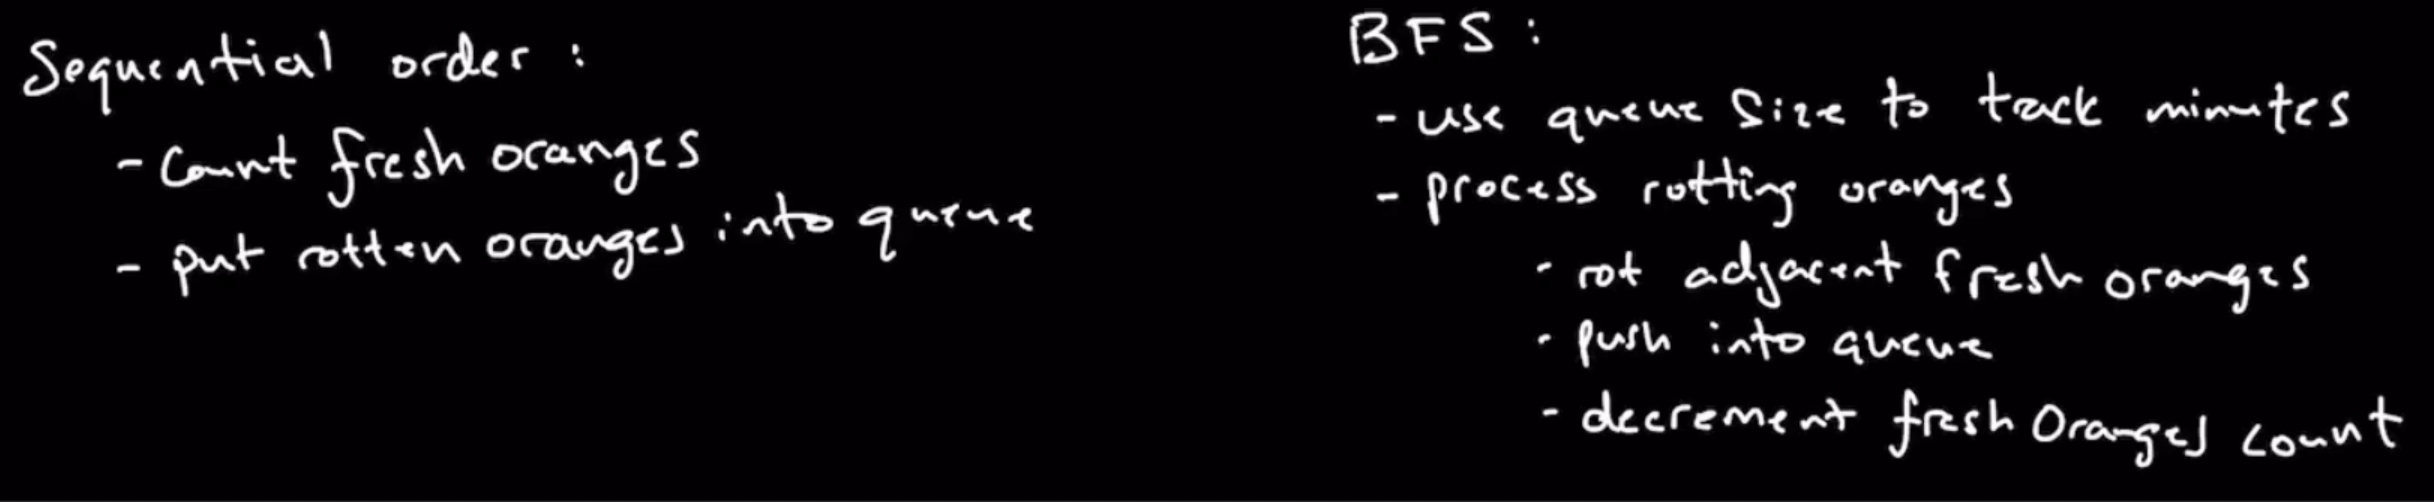 Sequential order :
- Count fresh oranges
- put rotten oranges into queue
BFS :
- use queue size to track minutes
- process rotting oranges
- rot adjacent fresh oranges
- push into queue
- decrement fresh oranges count